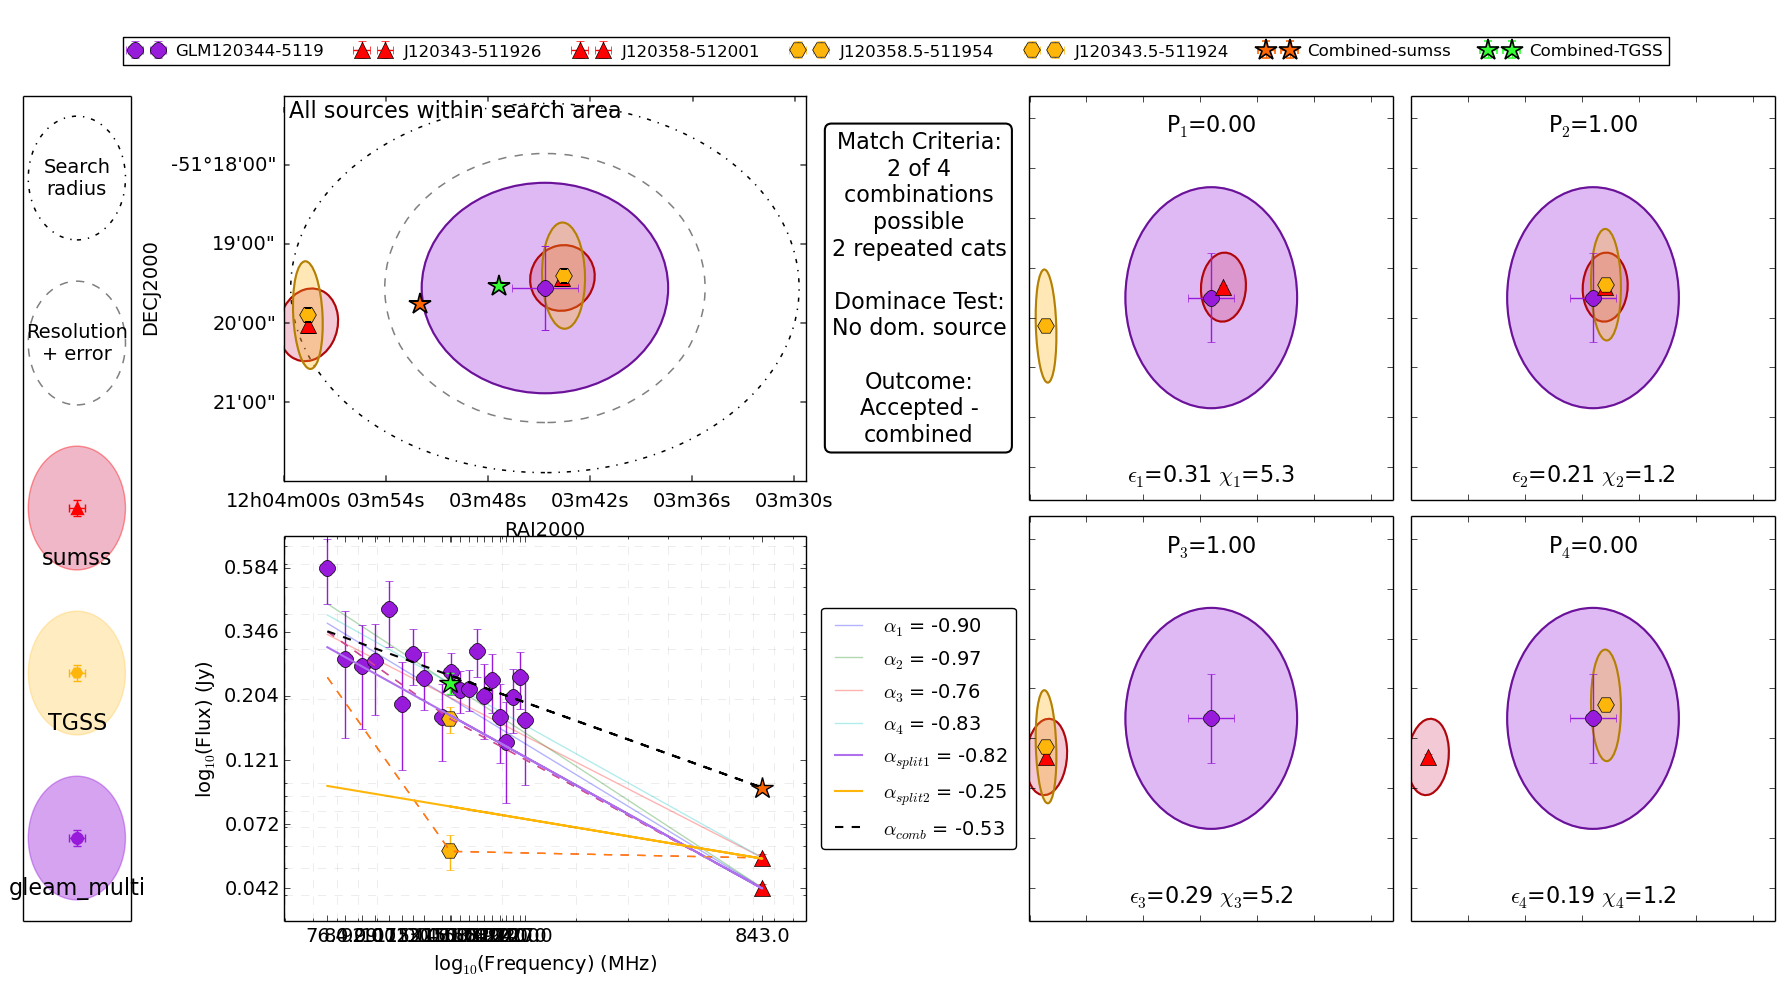 GLM120344-5119 J120343-511926 J120358-512001 J120358.5-511954 J120343.5-511924 Combined-sumss Combined-TGSS
Search
radius
Resolution
+ error
sumss
TGSS
gleam_multi
All sources within search area
DECJ2000
-51°18'00"
19'00"
20'00"
21'00"
12h04m00s 03m54s 03m48s 03m42s 03m36s 03m30s
RAJ2000
Match Criteria:
2 of 4
combinations
possible
2 repeated cats
Dominace Test:
No dom. source
Outcome:
Accepted -
combined
P1=0.00
ϵ1=0.31 χ1=5.3
P2=1.00
ϵ2=0.21 χ2=1.2
P3=1.00
ϵ3=0.29 χ3=5.2
P4=0.00
ϵ4=0.19 χ4=1.2
log10(Flux) (Jy)
0.584
0.346
0.204
0.121
0.072
0.042
843.0
log10(Frequency) (MHz)
α1 = -0.90
α2 = -0.97
α3 = -0.76
α4 = -0.83
αsplit1 = -0.82
αsplit2 = -0.25
αcomb = -0.53